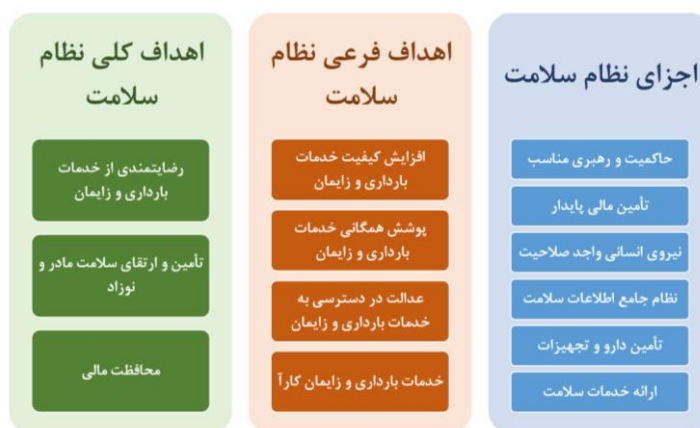 اجزای نظام سلامت
حاکمیت و رهبری مناسب
تأمین مالی پایدار
نیروی انسانی واجد صلاحیت
نظام جامع اطلاعات سلامت
تأمین دارو و تجهیزات
ارائه خدمات سلامت
اهداف فرعی نظام
سلامت
افزایش کیفیت خدمات
بارداری و زایمان
پوشش همگانی خدمات
بارداری و زایمان
عدالت در دسترسی به
خدمات بارداری و زایمان
خدمات بارداری و زایمان کارآ
اهداف کلی نظام
سلامت
رضایتمندی از خدمات
بارداری و زایمان
تأمین و ارتقای سلامت مادر و
نوزاد
محافظت مالی